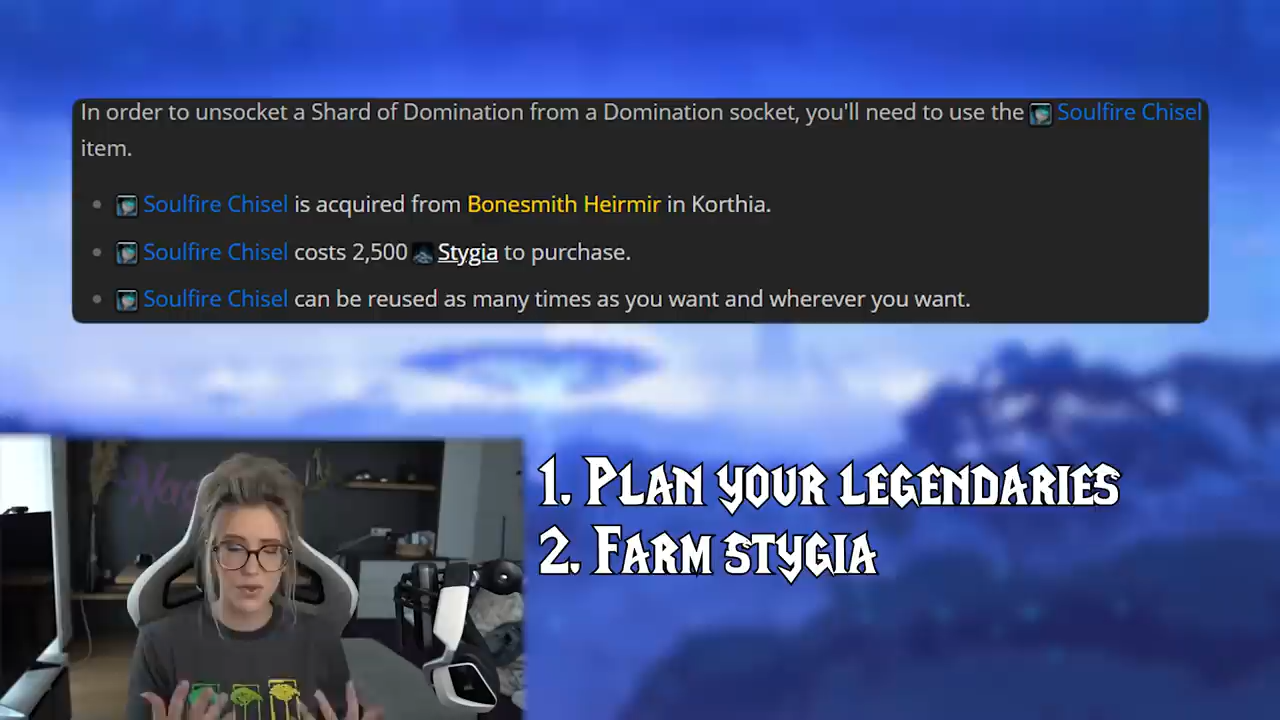 In order to unsocket a Shard of Domination from a Domination socket, you'll need to use the Soulfire Chisel
item.
Soulfire Chisel is acquired from Bonesmith Heirmir in Korthia.
Soulfire Chisel costs 2,500 Stygia to purchase.
Soulfire Chisel can be reused as many times as you want and wherever you want.
1. Plan your legendaries
2. Farm stygia